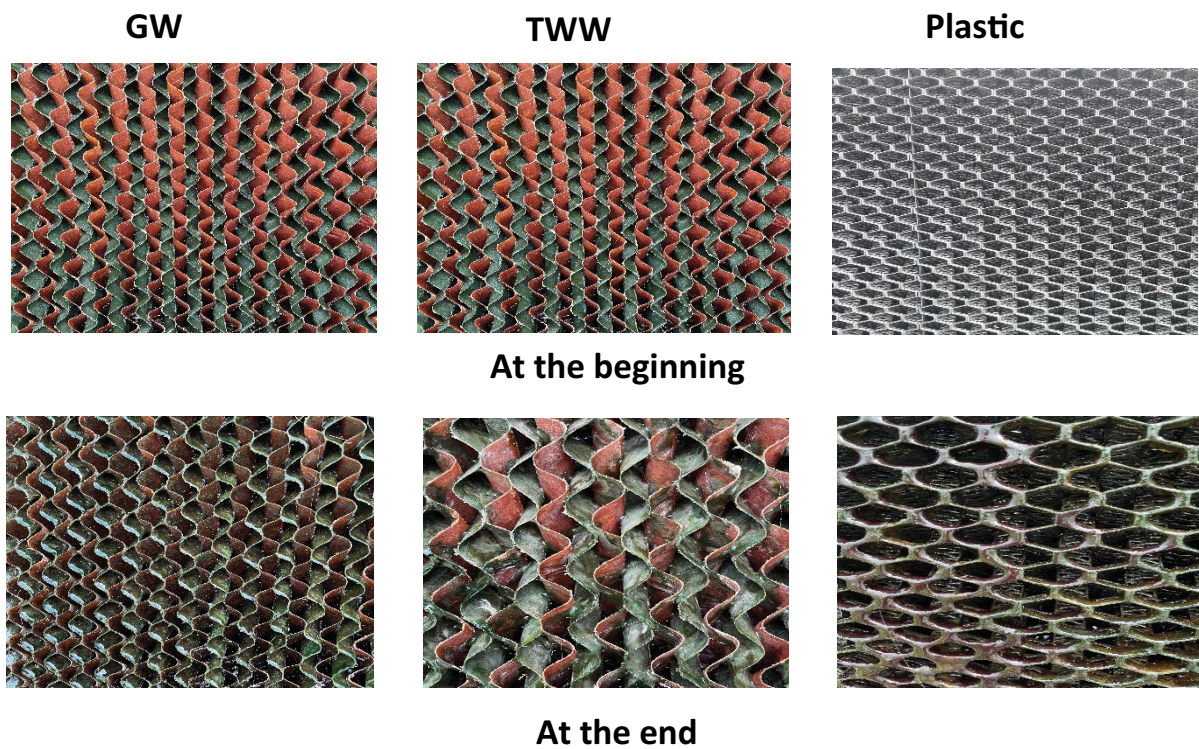 GW
TWW
Plastic
At the beginning
At the end